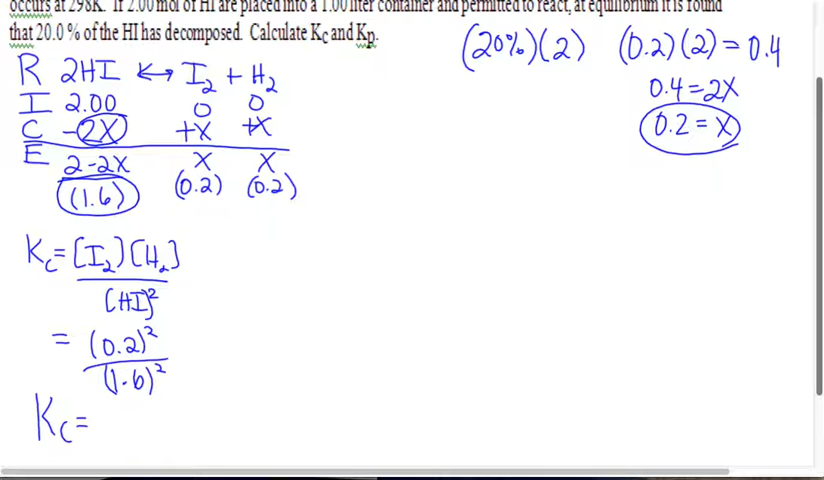 occurs at 298K. If 2.00 mol of HI are placed into a 1.00 liter container and permitted to react, at equilibrium it is found
that 20.0 % of the HI has decomposed. Calculate Kc and Kp.
(20%)(2) (0.2)(2) = 0.4
0.4 = 2X
0.2 = X
R 2HI ↔ I₂ + H₂
I 2.00 0 0
C -2X +X +X
E 2-2X X X
(1.6) (0.2) (0.2)
Kc = [I₂][H₂]
[HI]²
= (0.2)²
(1.6)²
Kc =